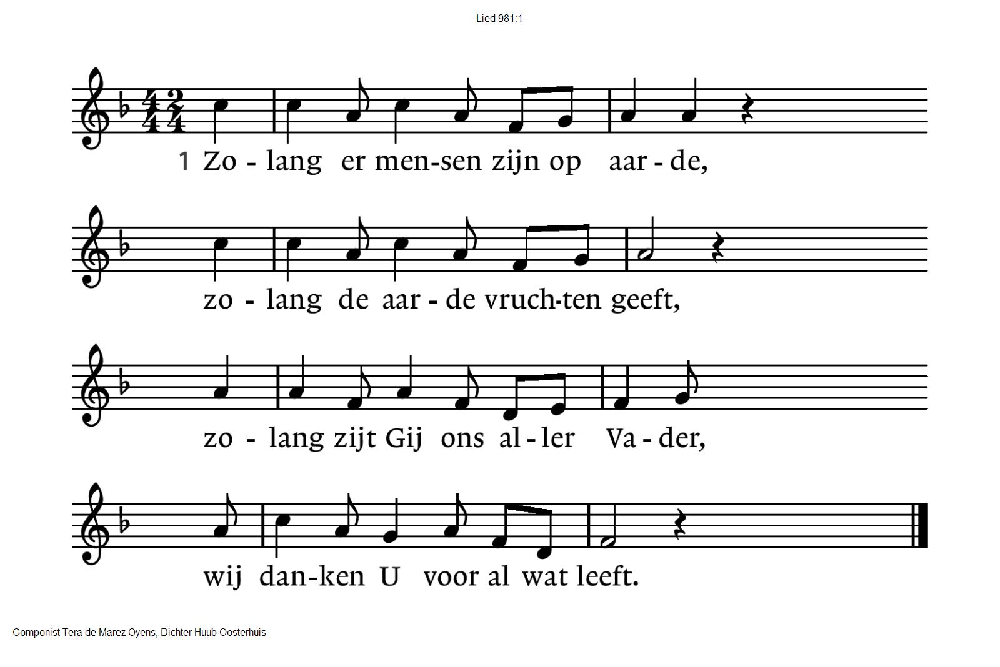 Lied 981:1
1 Zo - lang er men-sen zijn op aar - de,
zo - lang de aar - de vruch-ten geeft,
zo - lang zijt Gij ons al - ler Va - der,
wij dan-ken U voor al wat leeft.
Componist Tera de Marez Oyens, Dichter Huub Oosterhuis